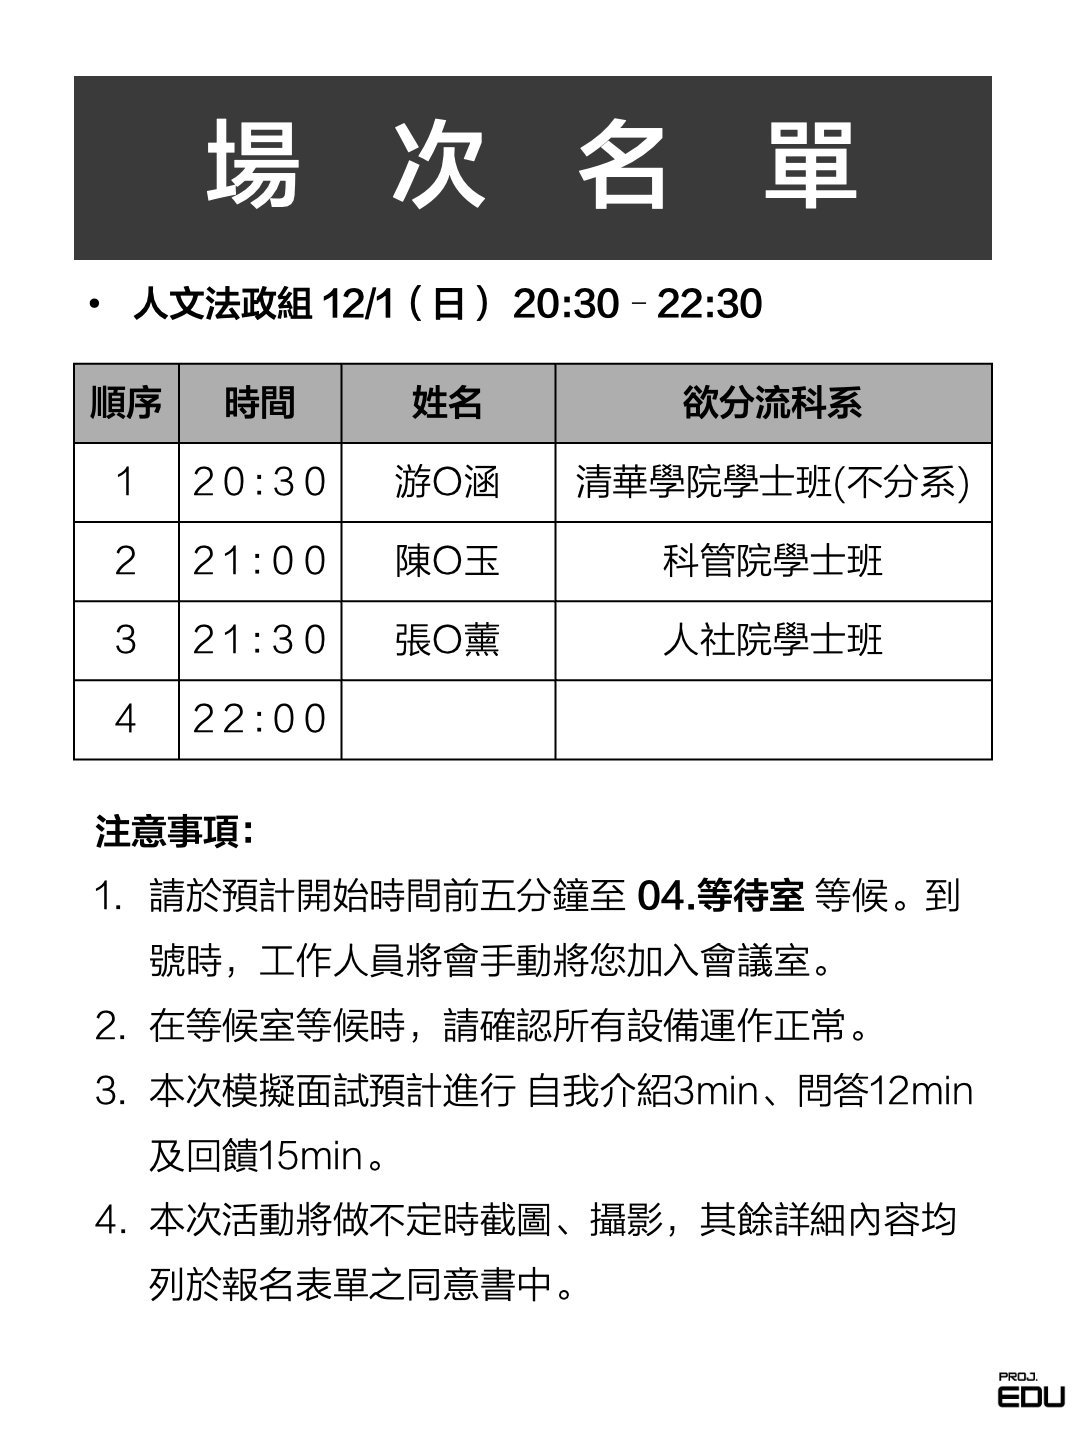 場次名單
• 人文法政組 12/1（日） 20:30 – 22:30
順序 時間 姓名 欲分流科系
1 20:30 游O涵 清華學院學士班(不分系)
2 21:00 陳O玉 科管院學士班
3 21:30 張O薰 人社院學士班
4 22:00
注意事項：
1. 請於預計開始時間前五分鐘至 04.等待室 等候。到
號時，工作人員將會手動將您加入會議室。
2. 在等候室等候時，請確認所有設備運作正常。
3. 本次模擬面試預計進行 自我介紹3min、問答12min
及回饋15min。
4. 本次活動將做不定時截圖、攝影，其餘詳細內容均
列於報名表單之同意書中。
PROJ.
EDU